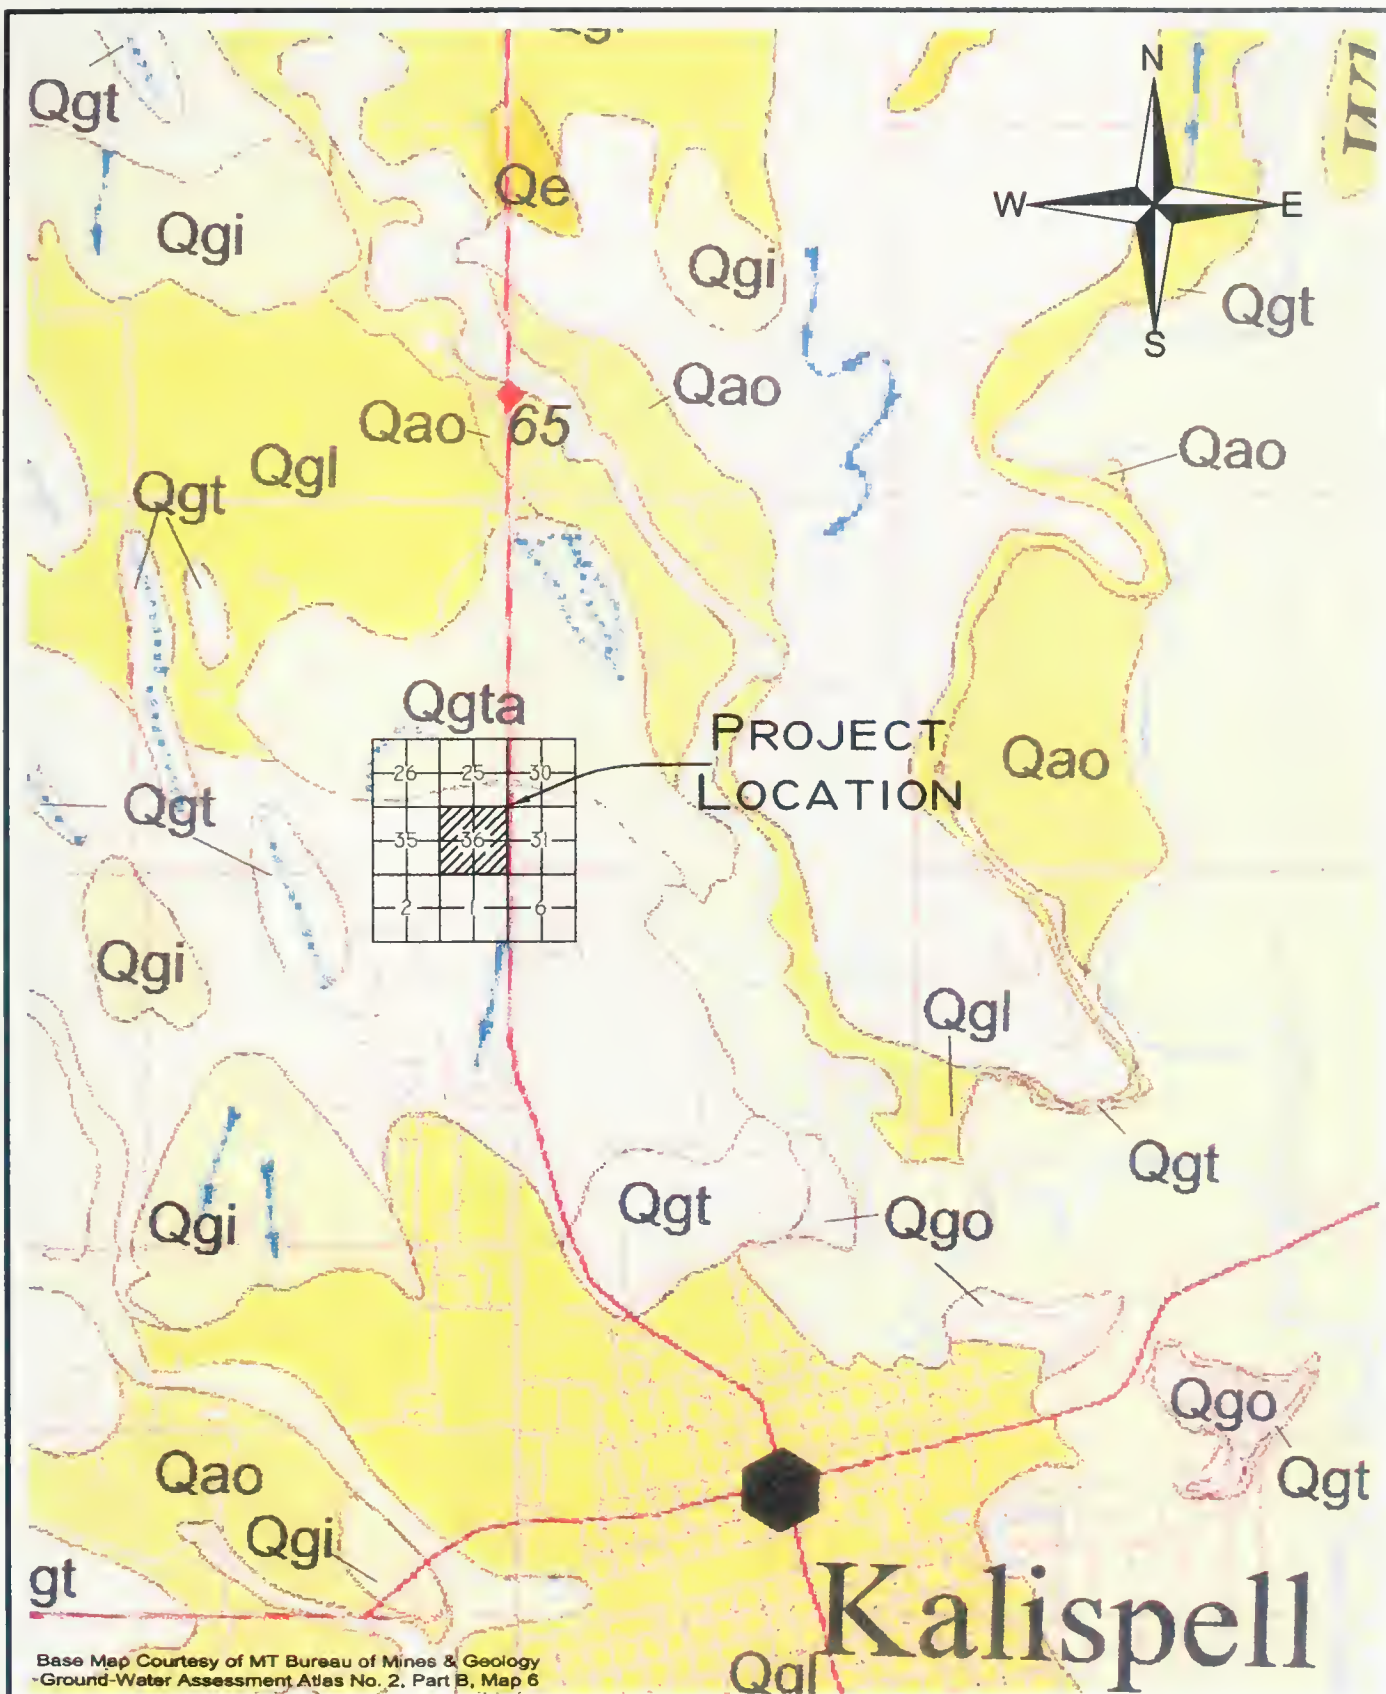 N
Qgt
Qe
W
E
Qgi
Qgi
Qgt
S
Qao
Qao
65
Qao
Qgl
Qgt
Qgta
PROJECT
LOCATION
Qao
26
25
30
Qgt
35
36
31
2
1
6
Qgi
Qgl
Qgt
Qgi
Qgt
Qgo
Qgo
Qgt
Qao
Qgi
gt
Kalispell
Base Map Courtesy of MT Bureau of Mines & Geology
-Ground-Water Assessment Atlas No. 2, Part B, Map 6
Qgl